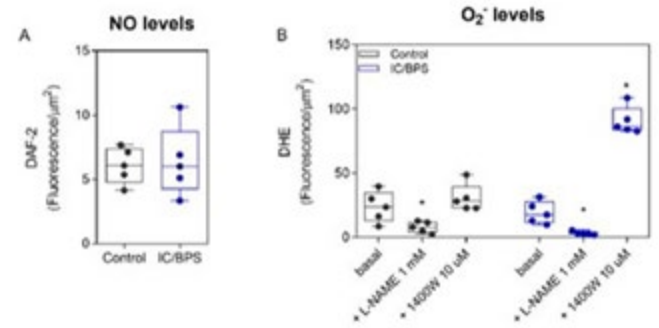 A
NO levels
DAF-2
(Fluorescence/μm²)
15
10
5
0
Control
IC/BPS
B
O₂⁻ levels
DHE
(Fluorescence/μm²)
150
100
50
0
Control
IC/BPS
*
*
*
basal
+ L-NAME 1 mM
+ 1400W 10 uM
basal
+ L-NAME 1 mM
+ 1400W 10 uM